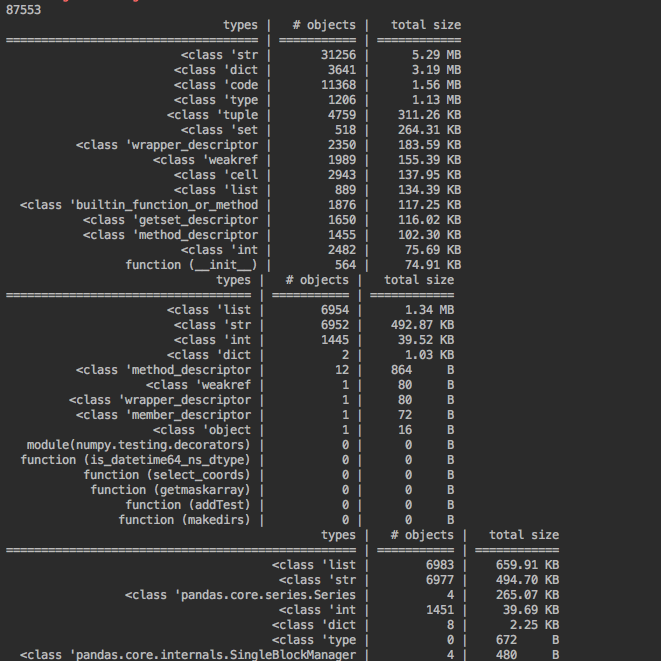 87553
types | # objects | total size
==================================== | =========== | ============
<class 'str | 31256 | 5.29 MB
<class 'dict | 3641 | 3.19 MB
<class 'code | 11368 | 1.56 MB
<class 'type | 1206 | 1.13 MB
<class 'tuple | 4759 | 311.26 KB
<class 'set | 518 | 264.31 KB
<class 'wrapper_descriptor | 2350 | 183.59 KB
<class 'weakref | 1989 | 155.39 KB
<class 'cell | 2943 | 137.95 KB
<class 'list | 889 | 134.39 KB
<class 'builtin_function_or_method | 1876 | 117.25 KB
<class 'getset_descriptor | 1650 | 116.02 KB
<class 'method_descriptor | 1455 | 102.30 KB
<class 'int | 2482 | 75.69 KB
function (__init__) | 564 | 74.91 KB
types | # objects | total size
=================================== | =========== | ============
<class 'list | 6954 | 1.34 MB
<class 'str | 6952 | 492.87 KB
<class 'int | 1445 | 39.52 KB
<class 'dict | 2 | 1.03 KB
<class 'method_descriptor | 12 | 864 B
<class 'weakref | 1 | 80 B
<class 'wrapper_descriptor | 1 | 80 B
<class 'member_descriptor | 1 | 72 B
<class 'object | 1 | 16 B
module(numpy.testing.decorators) | 0 | 0 B
function (is_datetime64_ns_dtype) | 0 | 0 B
function (select_coords) | 0 | 0 B
function (getmaskarray) | 0 | 0 B
function (addTest) | 0 | 0 B
function (makedirs) | 0 | 0 B
types | # objects | total size
================================================== | =========== | ============
<class 'list | 6983 | 659.91 KB
<class 'str | 6977 | 494.70 KB
<class 'pandas.core.series.Series | 4 | 265.07 KB
<class 'int | 1451 | 39.69 KB
<class 'dict | 8 | 2.25 KB
<class 'type | 0 | 672 B
<class 'pandas.core.internals.SingleBlockManager | 4 | 480 B